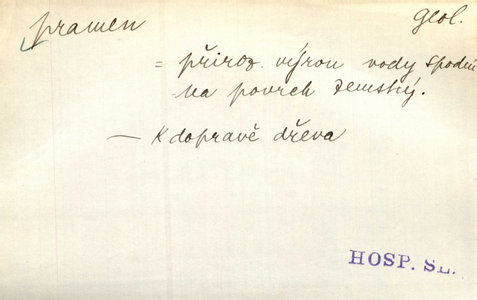 pramen
geol.
= přiroz. výron vody spodní
na povrch zemský.
— K dopravě dřeva
HOSP. SL.